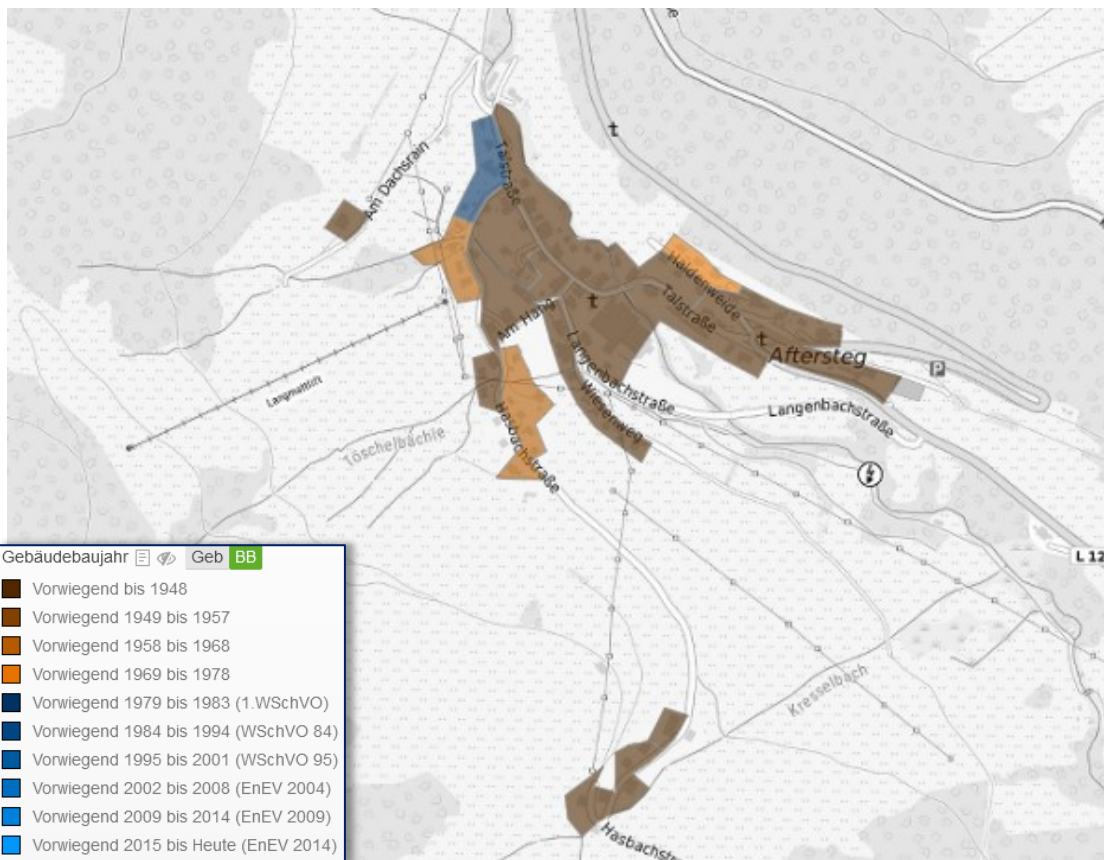 Am Dachsrain
Talstraße
Haldenweide
Talstraße
Am Hang
Aftersteg
P
Langenbachstraße
Langmattlift
Wiesenweg
Langenbachstraße
Töschelbächle
Hasbachstraße
L 12
Kresselbach
Hasbachstr
Gebäudebaujahr Geb BB
Vorwiegend bis 1948
Vorwiegend 1949 bis 1957
Vorwiegend 1958 bis 1968
Vorwiegend 1969 bis 1978
Vorwiegend 1979 bis 1983 (1.WSchVO)
Vorwiegend 1984 bis 1994 (WSchVO 84)
Vorwiegend 1995 bis 2001 (WSchVO 95)
Vorwiegend 2002 bis 2008 (EnEV 2004)
Vorwiegend 2009 bis 2014 (EnEV 2009)
Vorwiegend 2015 bis Heute (EnEV 2014)